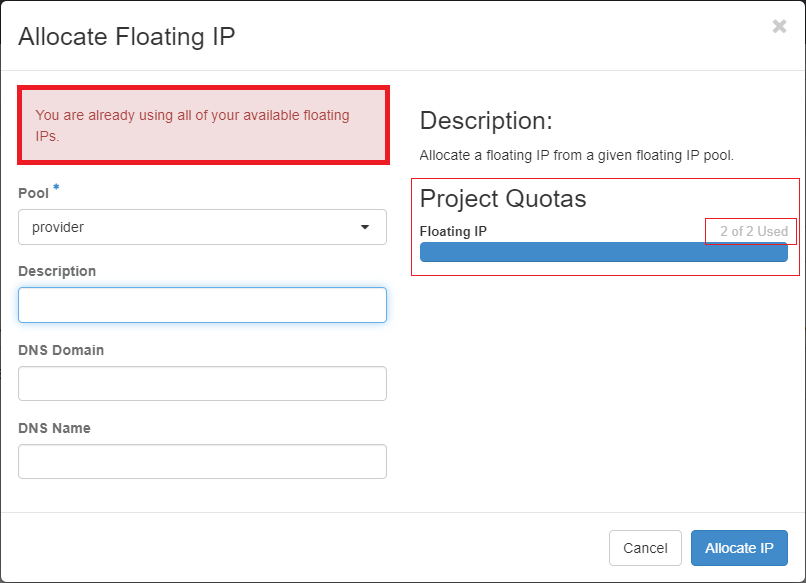 Allocate Floating IP
×
You are already using all of your available floating
IPs.
Pool *
provider
Description
DNS Domain
DNS Name
Description:
Allocate a floating IP from a given floating IP pool.
Project Quotas
Floating IP
2 of 2 Used
Cancel
Allocate IP